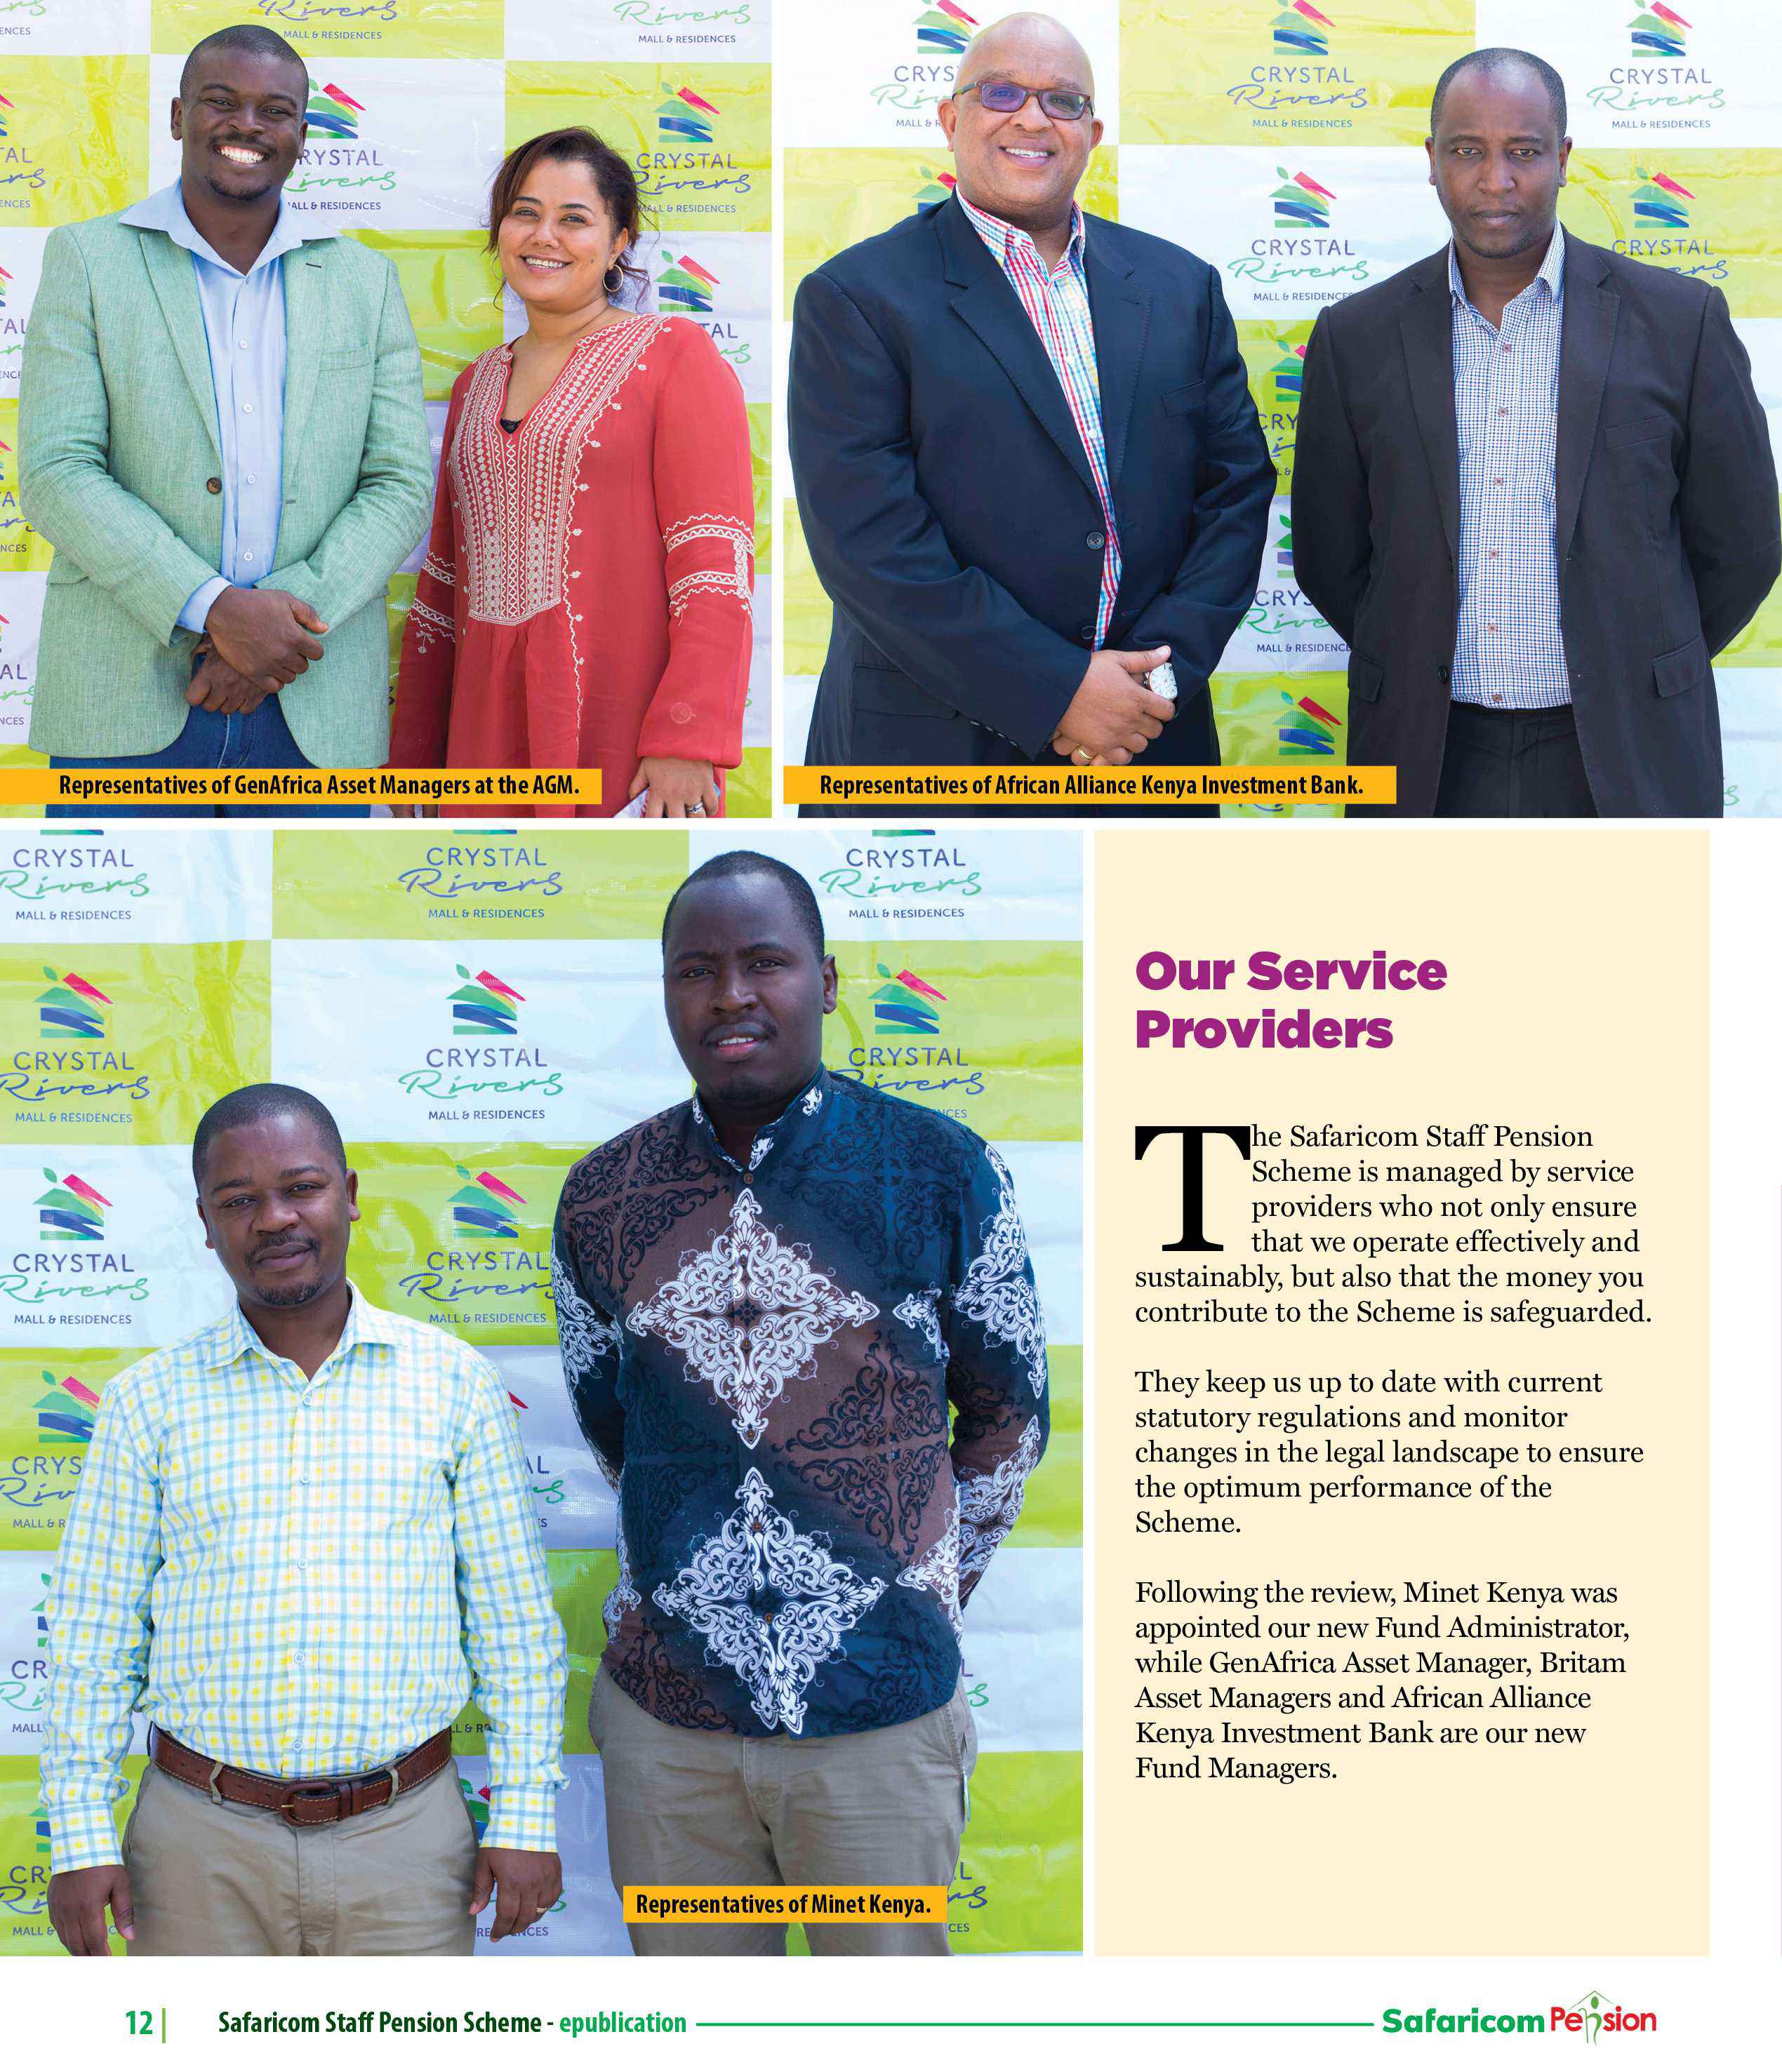 Representatives of GenAfrica Asset Managers at the AGM.
Representatives of African Alliance Kenya Investment Bank.
CRYSTAL
Rivers
MALL & RESIDENCES
Representatives of Minet Kenya.
Our Service
Providers
The Safaricom Staff Pension
Scheme is managed by service
providers who not only ensure
that we operate effectively and
sustainably, but also that the money you
contribute to the Scheme is safeguarded.
They keep us up to date with current
statutory regulations and monitor
changes in the legal landscape to ensure
the optimum performance of the
Scheme.
Following the review, Minet Kenya was
appointed our new Fund Administrator,
while GenAfrica Asset Manager, Britam
Asset Managers and African Alliance
Kenya Investment Bank are our new
Fund Managers.
12 | Safaricom Staff Pension Scheme - epublication
Safaricom Pension